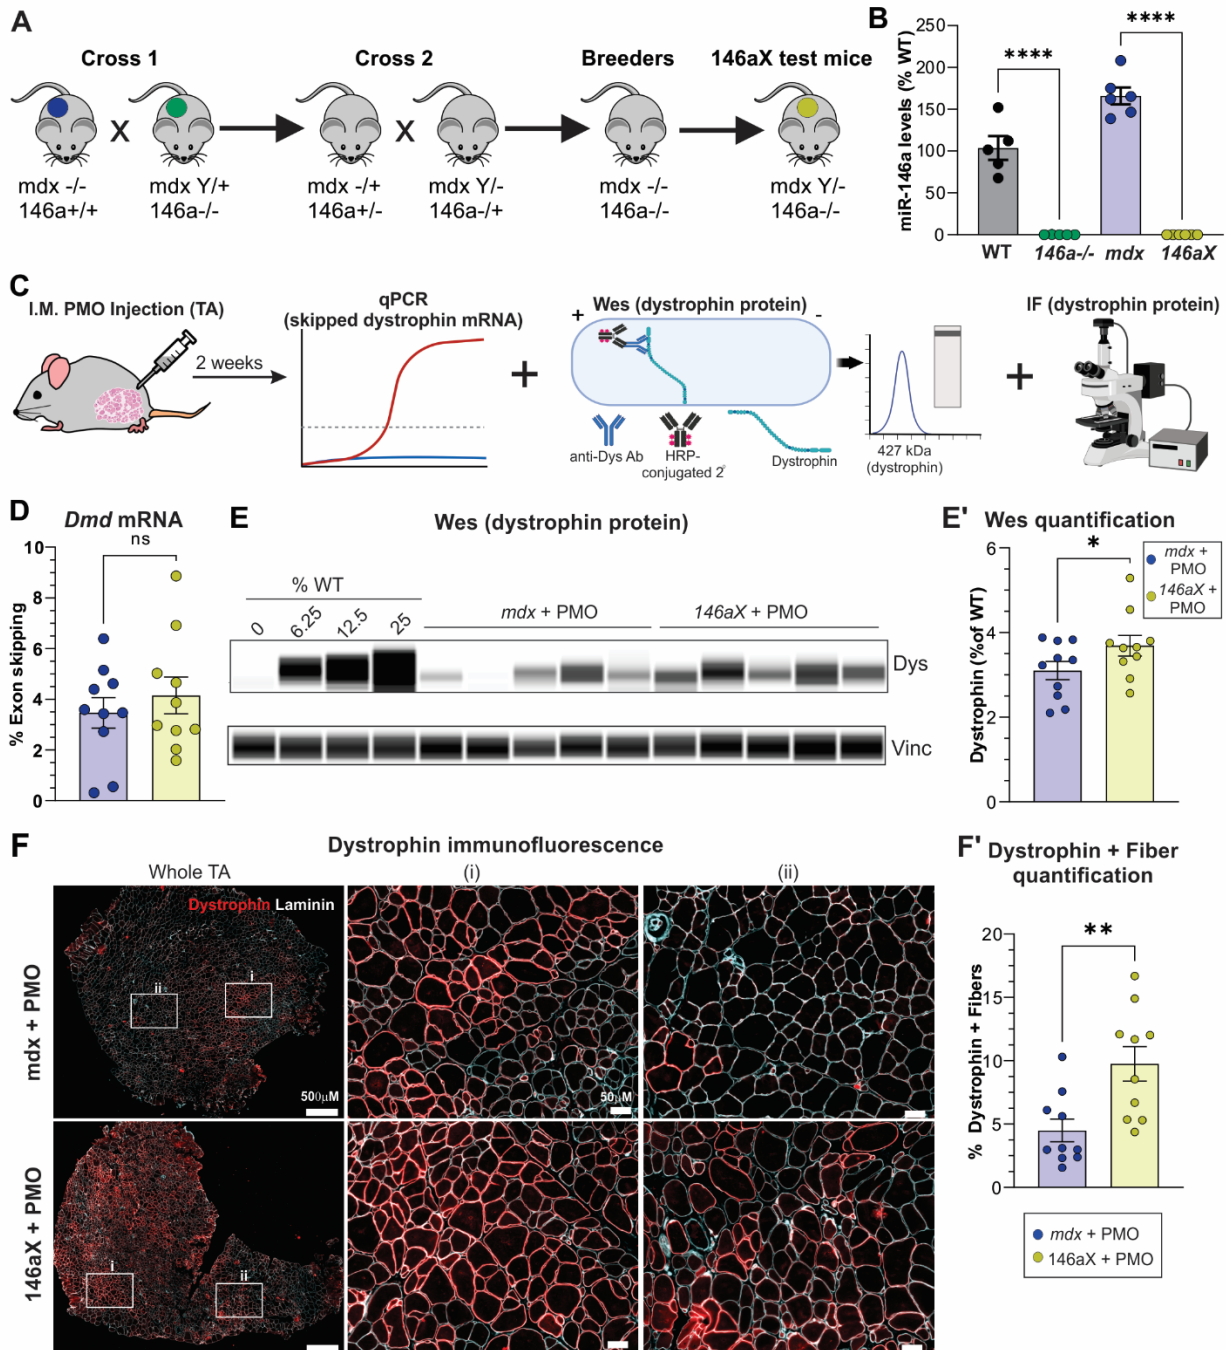 A
Cross 1
Cross 2
Breeders
146aX test mice
X
X
mdx -/-
146a+/+
mdx Y/+
146a-/-
mdx -/+
146a+/-
mdx Y/-
146a-/+
mdx -/-
146a-/-
mdx Y/-
146a-/-
B
miR-146a levels (% WT)
250
200
150
100
50
0
****
****
WT
146a-/-
mdx
146aX
C
I.M. PMO Injection (TA)
2 weeks
qPCR
(skipped dystrophin mRNA)
+
Wes (dystrophin protein)
+
-
anti-Dys Ab
HRP-
conjugated 2°
Dystrophin
427 kDa
(dystrophin)
+
IF (dystrophin protein)
D
Dmd mRNA
ns
% Exon skipping
10
8
6
4
2
0
E
Wes (dystrophin protein)
% WT
0
6.25
12.5
25
mdx + PMO
146aX + PMO
Dys
Vinc
E'
Wes quantification
*
mdx +
PMO
146aX +
PMO
Dystrophin (%of WT)
6
4
2
0
F
Dystrophin immunofluorescence
Whole TA
(i)
(ii)
Dystrophin Laminin
mdx + PMO
ii
i
500µM
50µM
146aX + PMO
i
ii
F'
Dystrophin + Fiber
quantification
**
% Dystrophin + Fibers
20
15
10
5
0
mdx + PMO
146aX + PMO